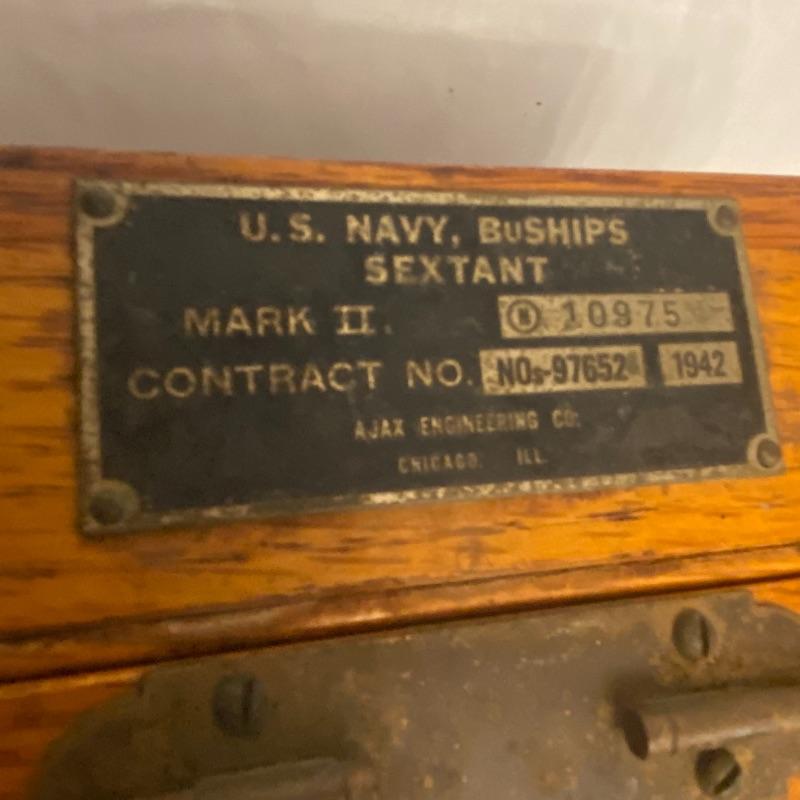 U.S. NAVY, BuSHIPS
SEXTANT
MARK II. Ⓝ 10975
CONTRACT NO. NOs-97652 1942
AJAX ENGINEERING CO.
CHICAGO. ILL.